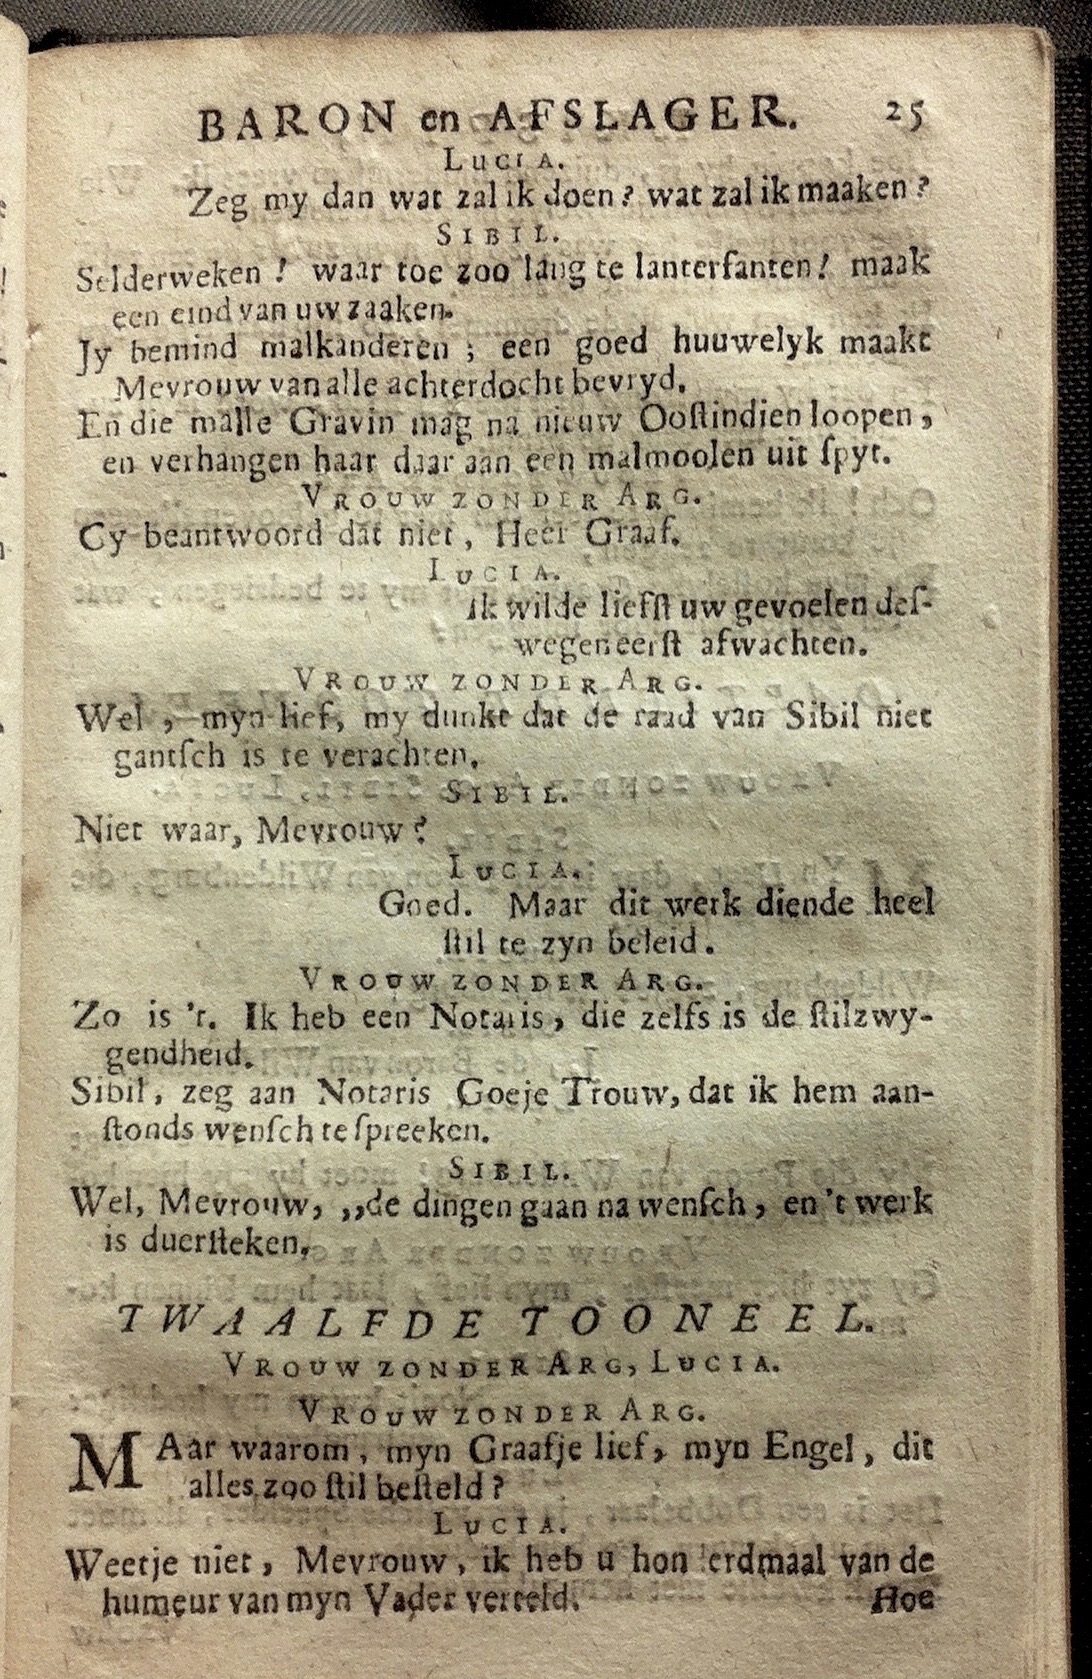 BARON en AFSLAGER. 25
LUCIA.
Zeg my dan wat zal ik doen? wat zal ik maaken?
SIBIL.
Selderweken! waar toe zoo lang te lanterfanten! maak
een eind van uw zaaken.
Jy bemind malkanderen; een goed huuwelyk maakt
Mevrouw van alle achterdocht bevryd.
En die malle Gravin mag na nieuw Oostindien loopen,
en verhangen haar daar aan een malmoolen uit spyt.
VROUW ZONDER ARG.
Gy beantwoord dat niet, Heer Graaf.
LUCIA.
Ik wilde liefst uw gevoelen des-
wegen eerst afwachten.
VROUW ZONDER ARG.
Wel, myn lief, my dunkt dat de raad van Sibil niet
gantsch is te verachten.
SIBIL.
Niet waar, Mevrouw?
LUCIA.
Goed. Maar dit werk diende heel
stil te zyn beleid.
VROUW ZONDER ARG.
Zo is 't. Ik heb een Notaris, die zelfs is de stilzwy-
gendheid.
Sibil, zeg aan Notaris Goeje Trouw, dat ik hem aan-
stonds wensch te spreeken.
SIBIL.
Wel, Mevrouw, ,,de dingen gaan na wensch, en 't werk
is duersteken.
TWAALFDE TOONEEL.
VROUW ZONDER ARG, LUCIA.
VROUW ZONDER ARG.
MAar waarom, myn Graafje lief, myn Engel, dit
alles zoo stil besteld?
LUCIA.
Weetje niet, Mevrouw, ik heb u honderdmaal van de
humeur van myn Vader verteld.
Hoe